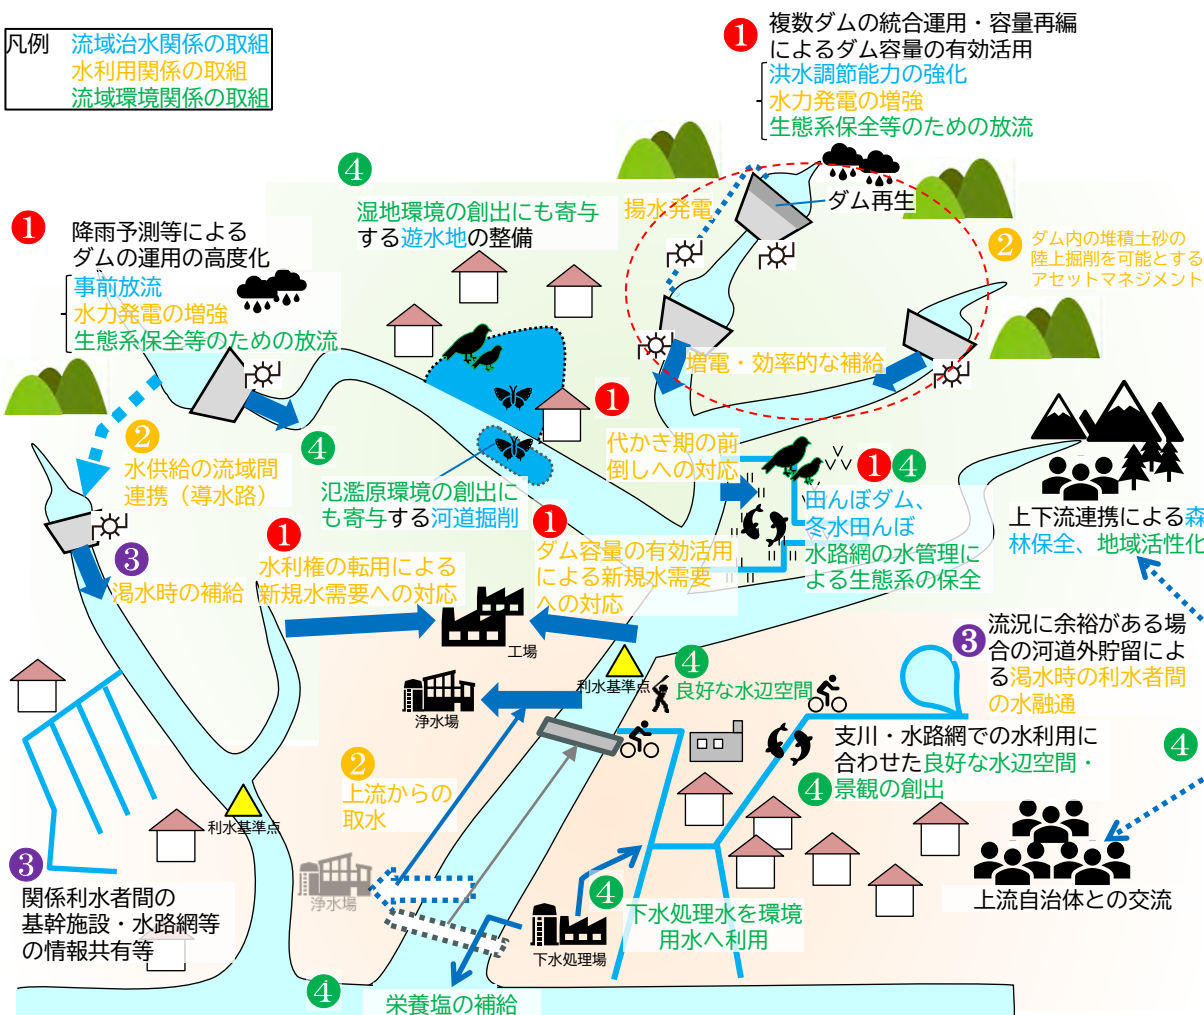 凡例 流域治水関係の取組
水利用関係の取組
流域環境関係の取組
1
複数ダムの統合運用・容量再編
によるダム容量の有効活用
洪水調節能力の強化
水力発電の増強
生態系保全等のための放流
1
降雨予測等による
ダムの運用の高度化
事前放流
水力発電の増強
生態系保全等のための放流
4
湿地環境の創出にも寄与
する遊水地の整備
揚水発電
ダム再生
2
ダム内の堆積土砂の
陸上掘削を可能とする
アセットマネジメント
増電・効率的な補給
2
水供給の流域間
連携（導水路）
4
氾濫原環境の創出に
も寄与する河道掘削
1
代かき期の前
倒しへの対応
1 4
田んぼダム、
冬水田んぼ
水路網の水管理に
よる生態系の保全
上下流連携による森
林保全、地域活性化
3
渇水時の補給
1
水利権の転用による
新規水需要への対応
1
ダム容量の有効活用
による新規水需要
への対応
工場
利水基準点
浄水場
4
良好な水辺空間
3
流況に余裕がある場
合の河道外貯留によ
る渇水時の利水者間
の水融通
支川・水路網での水利用に
合わせた良好な水辺空間・
景観の創出
4
4
2
上流からの
取水
利水基準点
3
関係利水者間の
基幹施設・水路網等
の情報共有等
浄水場
下水処理場
4
下水処理水を環境
用水へ利用
上流自治体との交流
4
栄養塩の補給